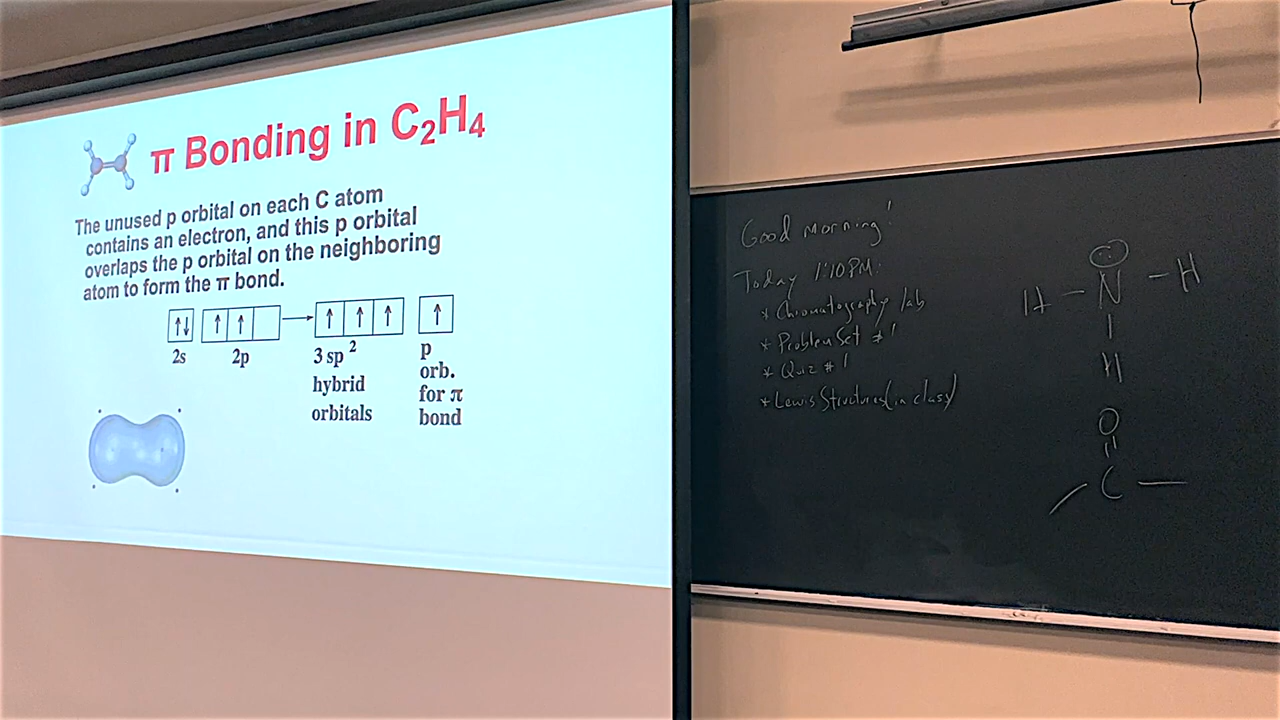 π Bonding in C₂H₄
The unused p orbital on each C atom
contains an electron, and this p orbital
overlaps the p orbital on the neighboring
atom to form the π bond.
↑↓ ↑ ↑ → ↑ ↑ ↑ ↑
2s 2p 3 sp² p
hybrid orb.
orbitals for π
bond
Good morning!
Today 1:10PM:
* Chromatography lab
* Problem Set #1
* Quiz #1
* Lewis Structures (in class)
H – N – H
|
H
O
||
C